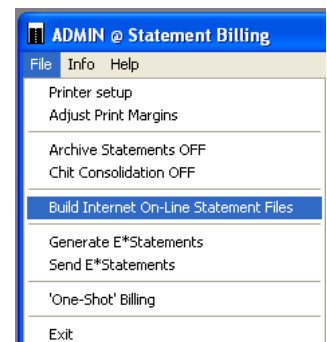 ADMIN @ Statement Billing
File Info Help
Printer setup
Adjust Print Margins
Archive Statements OFF
Chit Consolidation OFF
Build Internet On-Line Statement Files
Generate E*Statements
Send E*Statements
'One-Shot' Billing
Exit